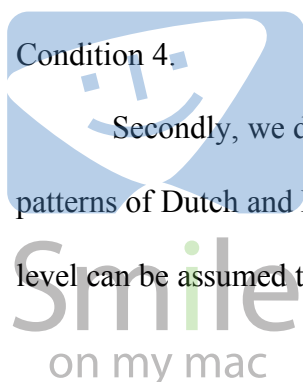 Condition 4.
Secondly, we d
patterns of Dutch and
level can be assumed t
Smile
on my mac